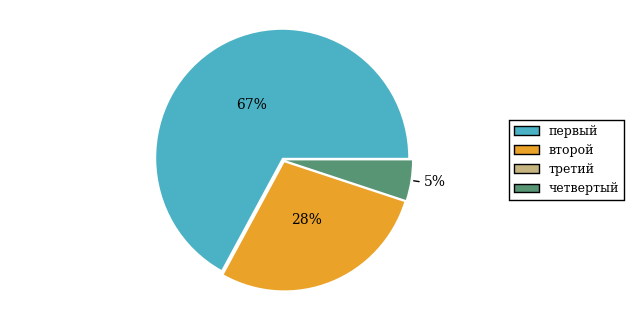 67%
5%
28%
первый
второй
третий
четвертый